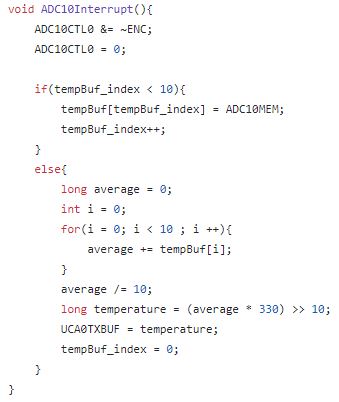 void ADC10Interrupt(){
    ADC10CTL0 &= ~ENC;
    ADC10CTL0 = 0;

    if(tempBuf_index < 10){
        tempBuf[tempBuf_index] = ADC10MEM;
        tempBuf_index++;
    }
    else{
        long average = 0;
        int i = 0;
        for(i = 0; i < 10 ; i ++){
            average += tempBuf[i];
        }
        average /= 10;
        long temperature = (average * 330) >> 10;
        UCA0TXBUF = temperature;
        tempBuf_index = 0;
    }
}